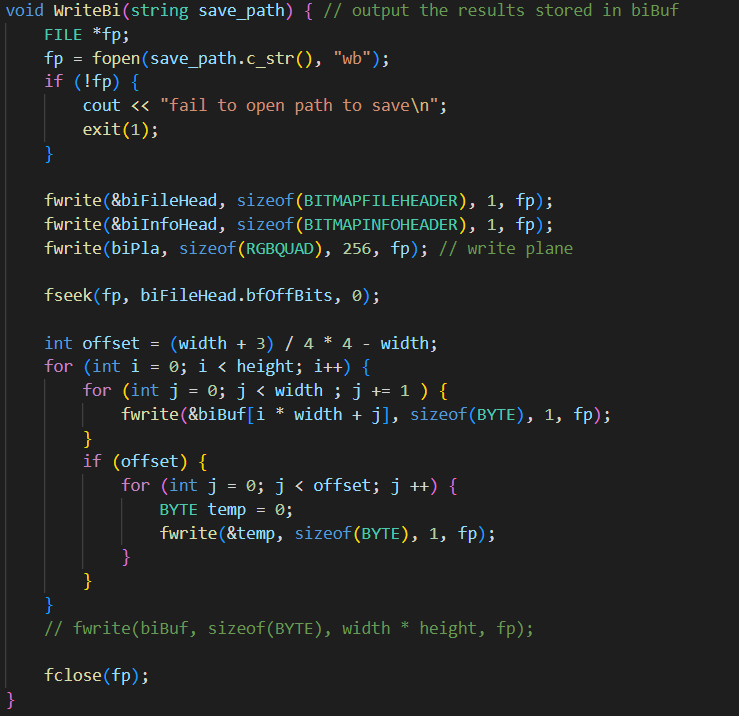 void WriteBi(string save_path) { // output the results stored in biBuf
    FILE *fp;
    fp = fopen(save_path.c_str(), "wb");
    if (!fp) {
        cout << "fail to open path to save\n";
        exit(1);
    }

    fwrite(&biFileHead, sizeof(BITMAPFILEHEADER), 1, fp);
    fwrite(&biInfoHead, sizeof(BITMAPINFOHEADER), 1, fp);
    fwrite(biPla, sizeof(RGBQUAD), 256, fp); // write plane

    fseek(fp, biFileHead.bfOffBits, 0);

    int offset = (width + 3) / 4 * 4 - width;
    for (int i = 0; i < height; i++) {
        for (int j = 0; j < width ; j += 1 ) {
            fwrite(&biBuf[i * width + j], sizeof(BYTE), 1, fp);
        }
        if (offset) {
            for (int j = 0; j < offset; j ++) {
                BYTE temp = 0;
                fwrite(&temp, sizeof(BYTE), 1, fp);
            }
        }
    }
    // fwrite(biBuf, sizeof(BYTE), width * height, fp);

    fclose(fp);
}